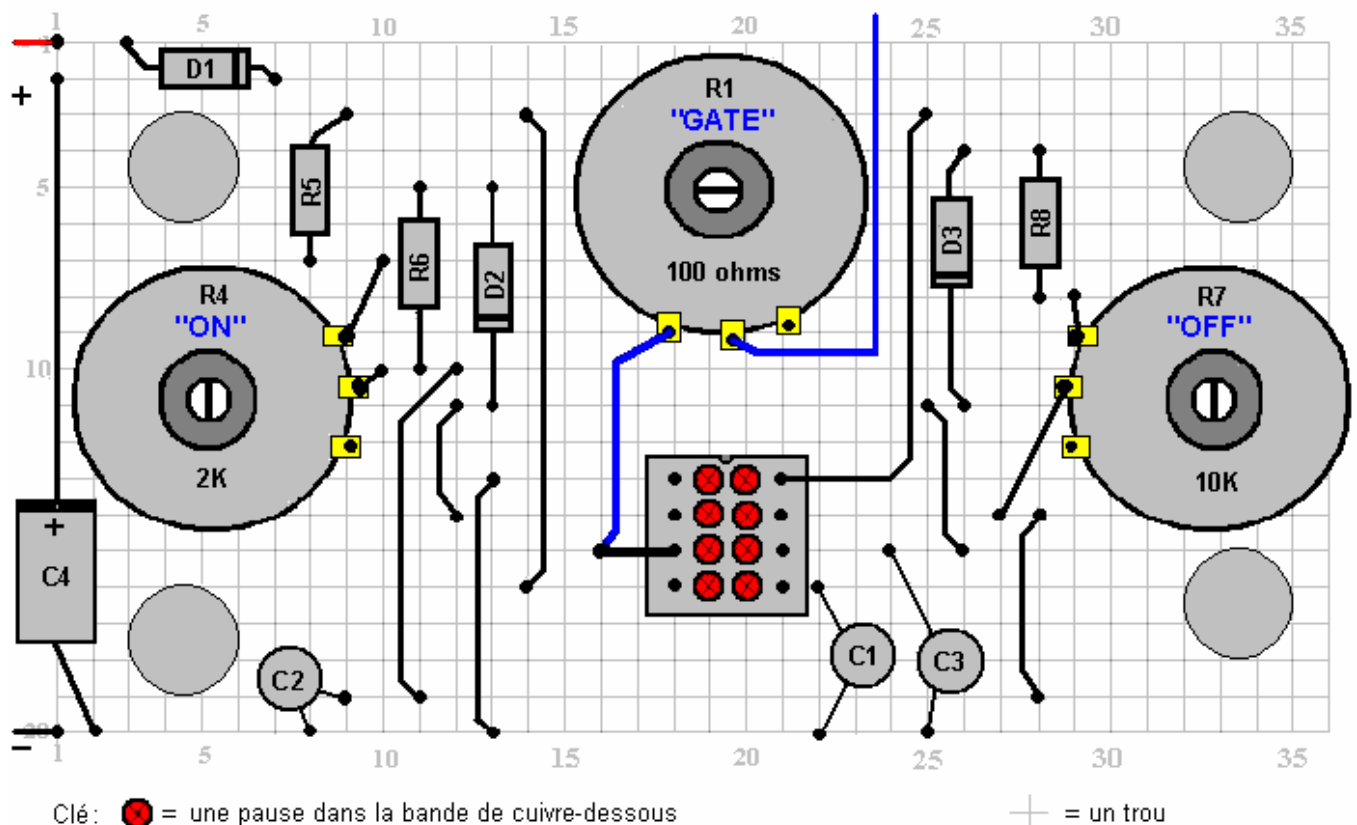 1 5 10 15 20 25 30 35
1
+
D1
R1
"GATE"
5
R5
R6
D2
D3
R8
100 ohms
R4
"ON"
R7
"OFF"
10
2K
10K
+
C4
C1
C3
C2
20
−
1 5 10 15 20 25 30 35
Clé: = une pause dans la bande de cuivre-dessous
= un trou